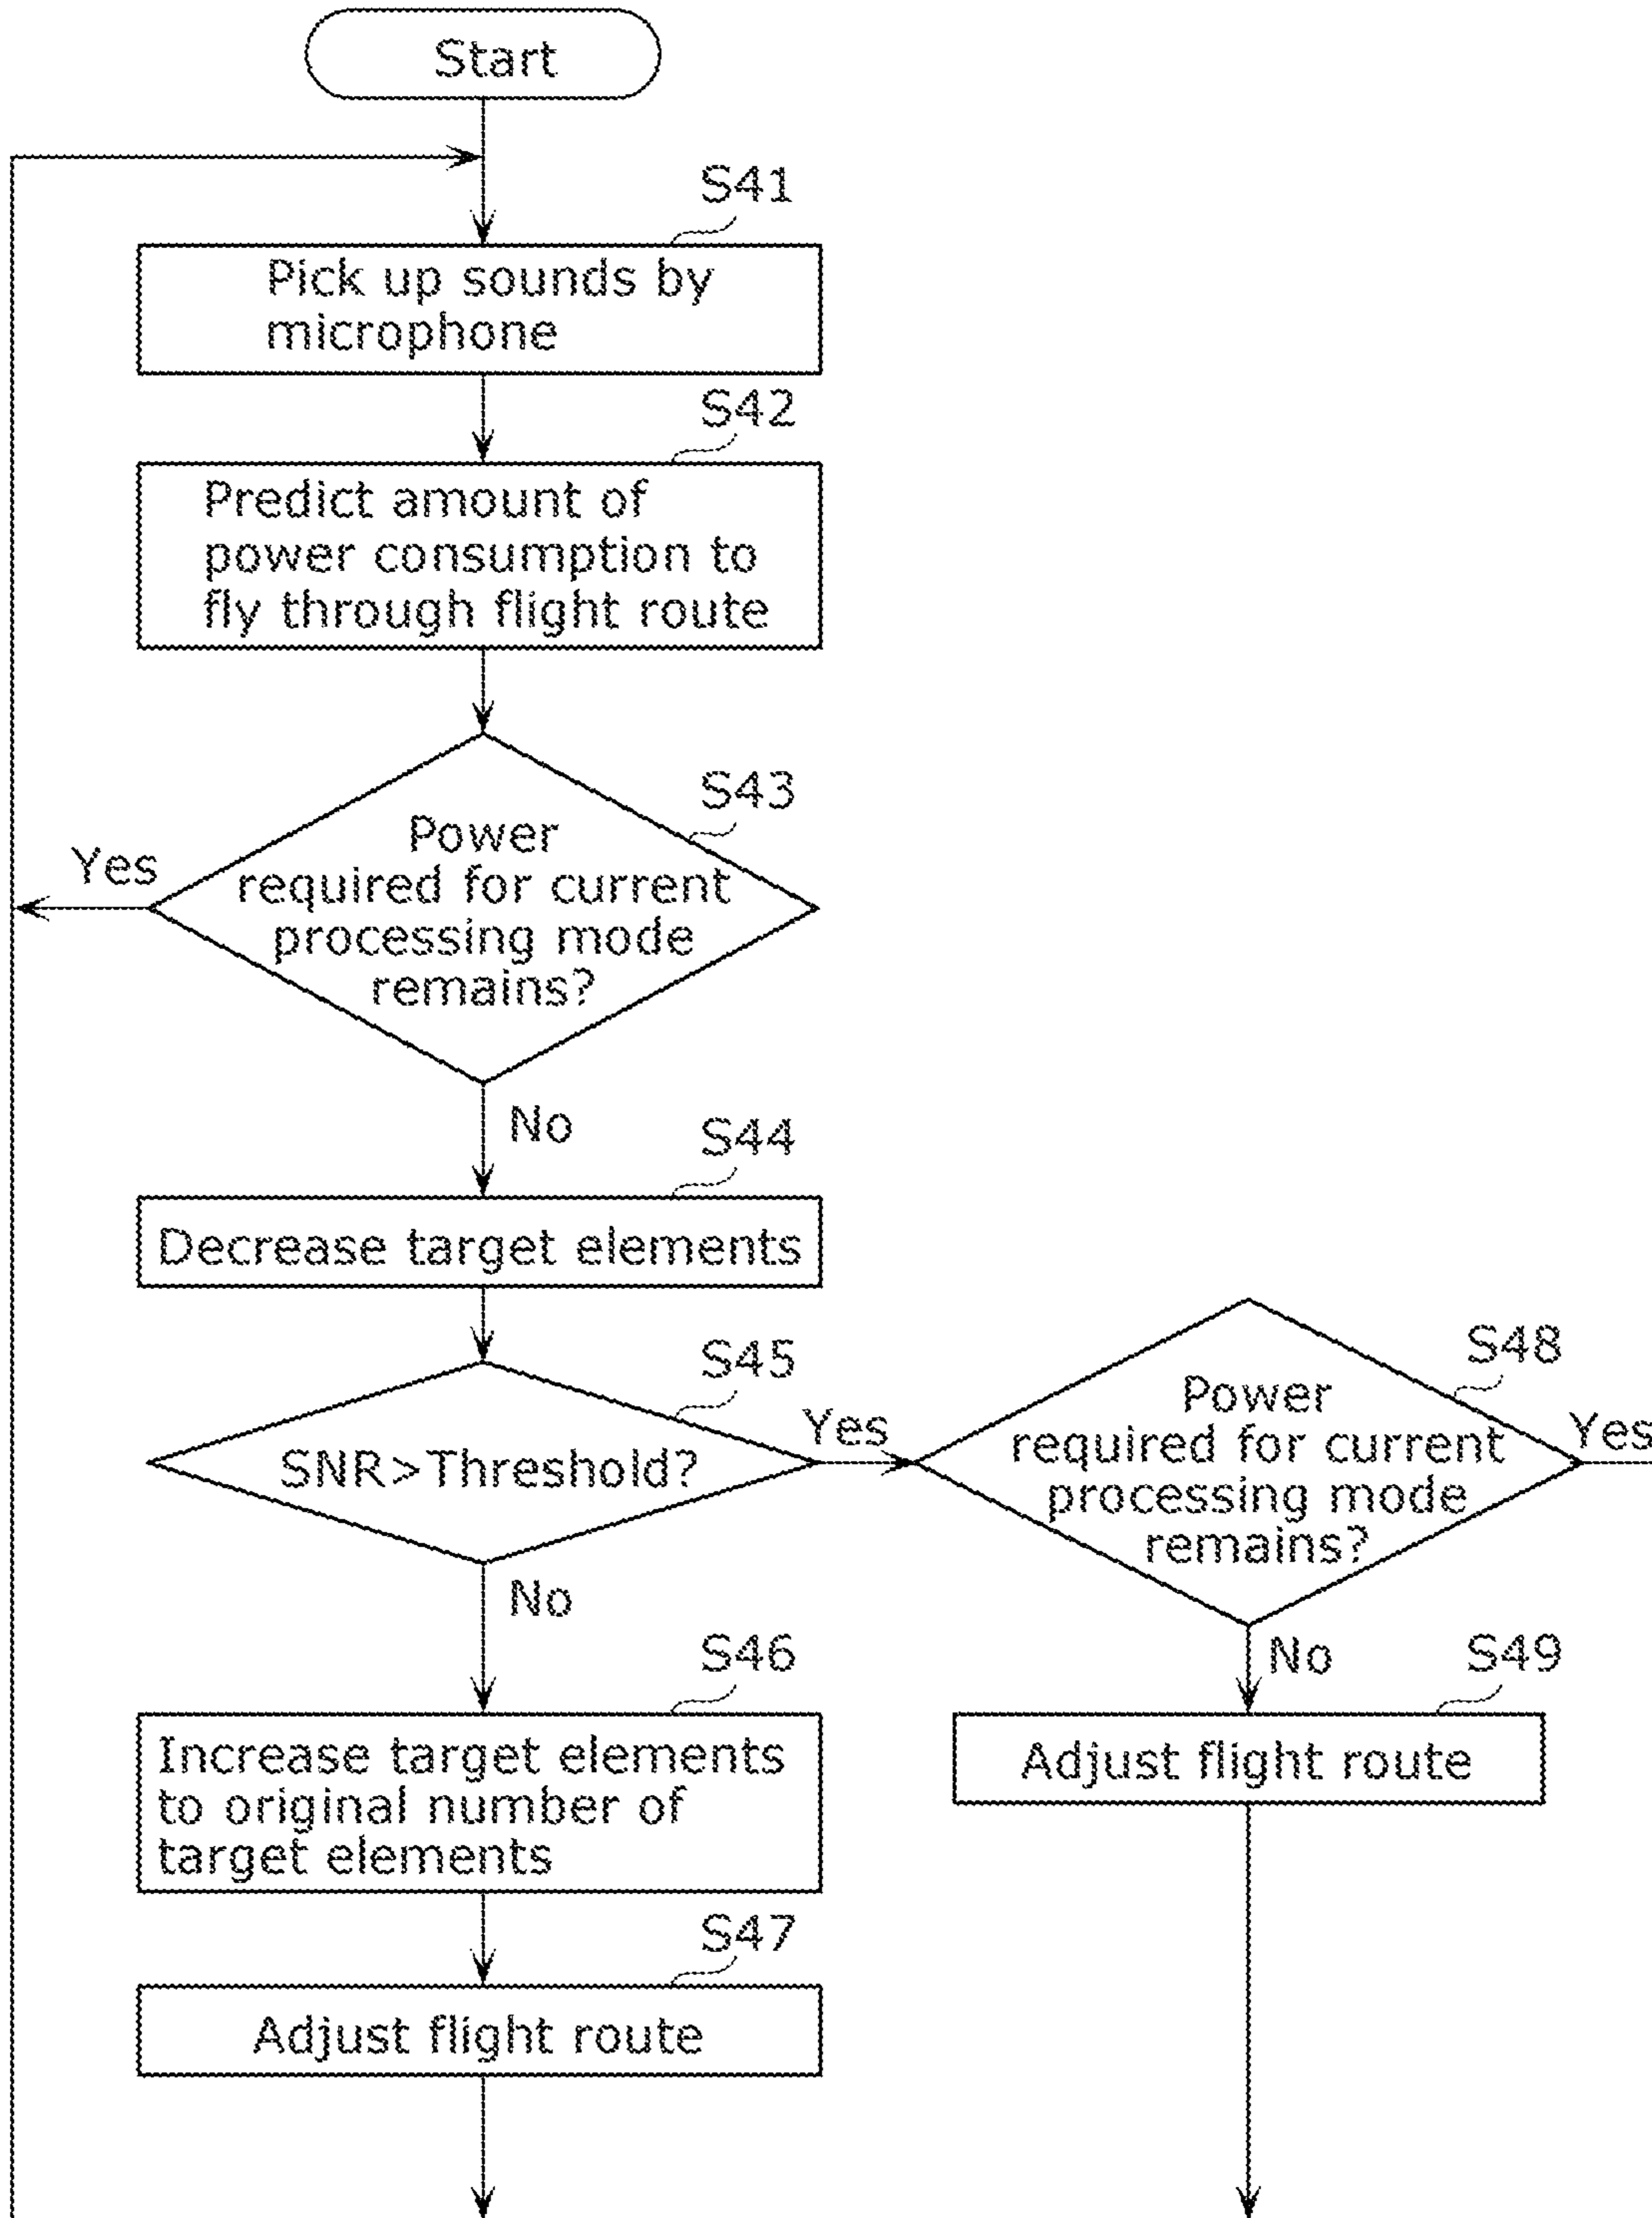 Start
S41
Pick up sounds by
microphone
S42
Predict amount of
power consumption to
fly through flight route
S43
Power
required for current
processing mode
remains?
Yes
No
S44
Decrease target elements
S45
SNR>Threshold?
Yes
No
S48
Power
required for current
processing mode
remains?
Yes
No
S46
Increase target elements
to original number of
target elements
S49
Adjust flight route
S47
Adjust flight route